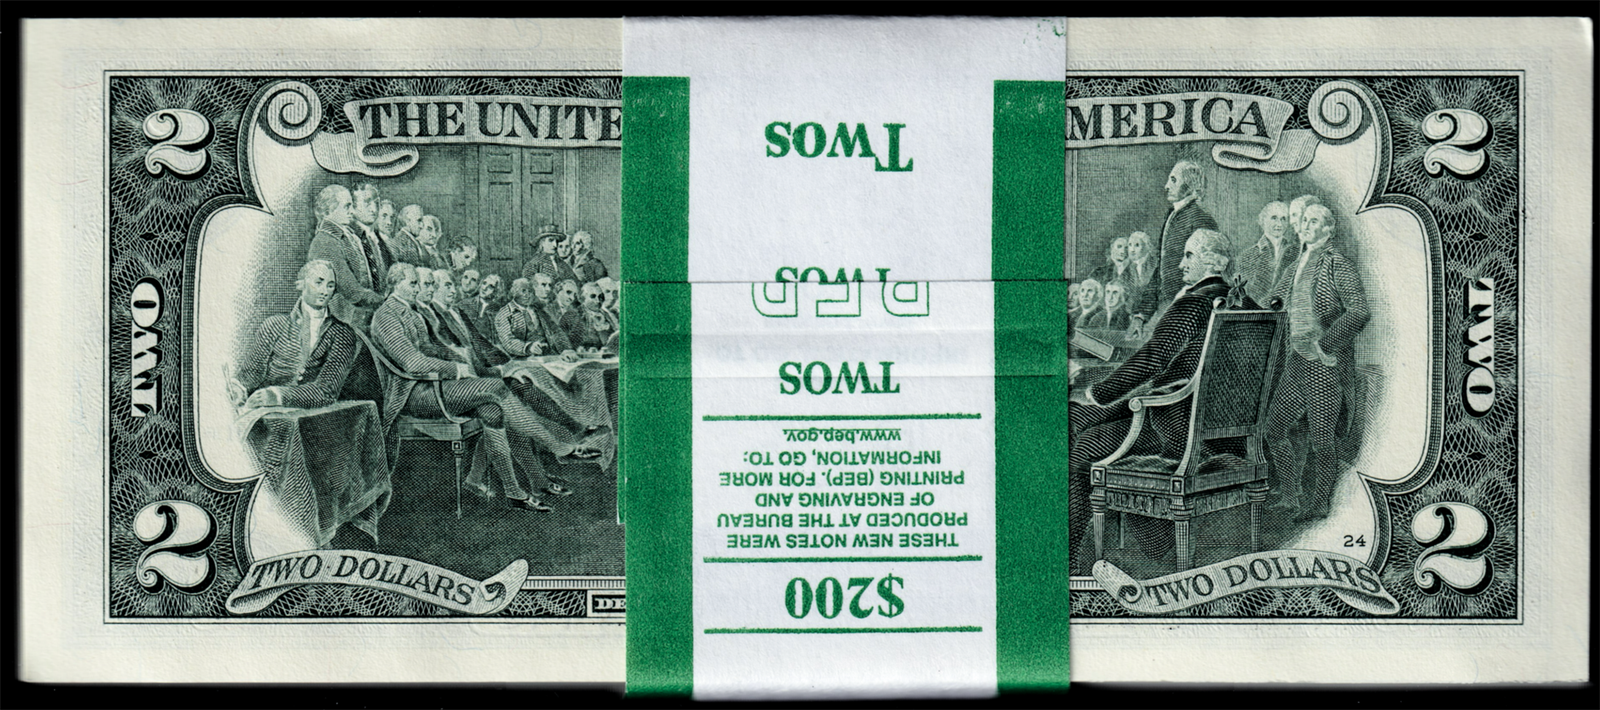 2
THE UNITE
MERICA
2
TWO
TWO
2
TWO DOLLARS
DE
24
TWO DOLLARS
2
$200
THESE NEW NOTES WERE
PRODUCED AT THE BUREAU
OF ENGRAVING AND
PRINTING (BEP). FOR MORE
INFORMATION, GO TO:
www.bep.gov.
TWOS
BEP
TWOS
TWOS